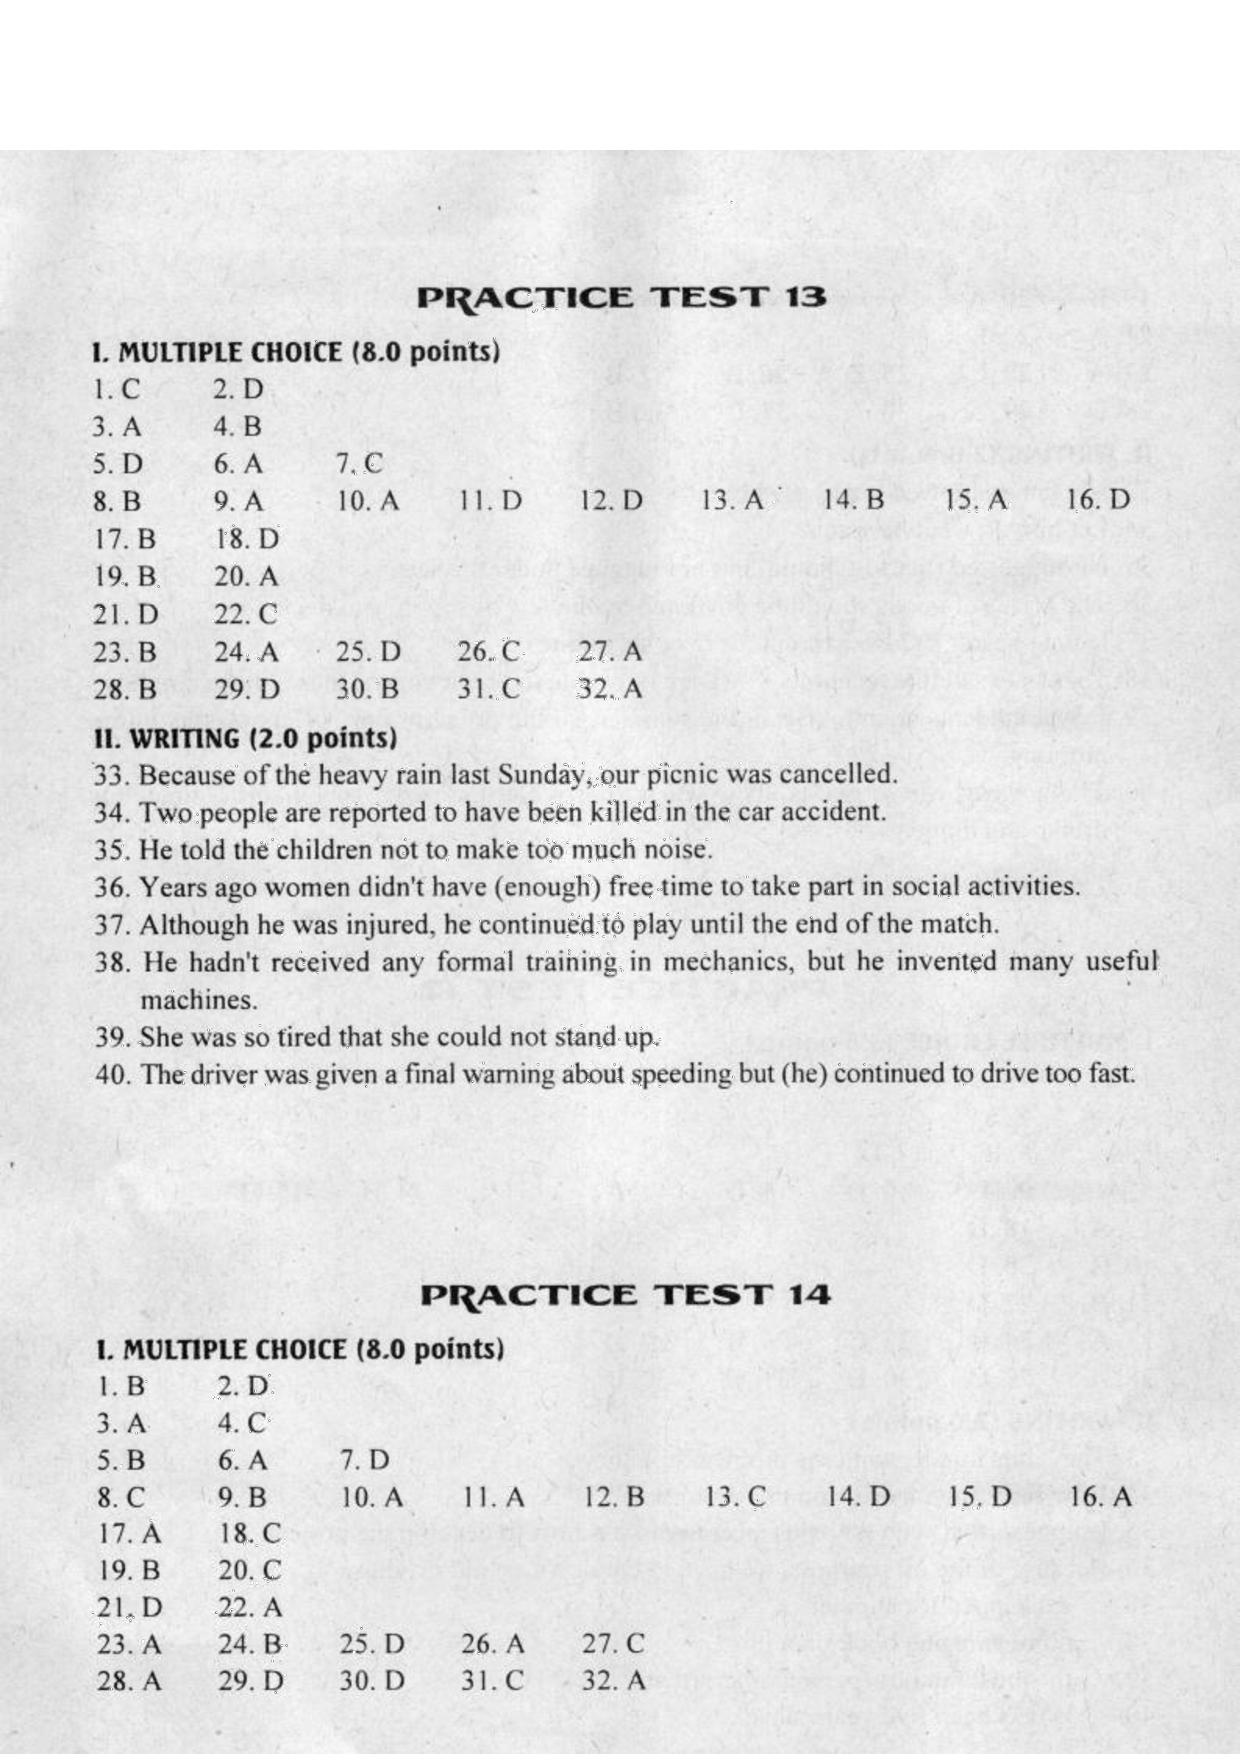 PRACTICE TEST 13
I. MULTIPLE CHOICE (8.0 points)
1. C 2. D
3. A 4. B
5. D 6. A 7. C
8. B 9. A 10. A 11. D 12. D 13. A 14. B 15. A 16. D
17. B 18. D
19. B 20. A
21. D 22. C
23. B 24. A 25. D 26. C 27. A
28. B 29. D 30. B 31. C 32. A
II. WRITING (2.0 points)
33. Because of the heavy rain last Sunday, our picnic was cancelled.
34. Two people are reported to have been killed in the car accident.
35. He told the children not to make too much noise.
36. Years ago women didn't have (enough) free time to take part in social activities.
37. Although he was injured, he continued to play until the end of the match.
38. He hadn't received any formal training in mechanics, but he invented many useful
machines.
39. She was so tired that she could not stand up.
40. The driver was given a final warning about speeding but (he) continued to drive too fast.
PRACTICE TEST 14
I. MULTIPLE CHOICE (8.0 points)
1. B 2. D
3. A 4. C
5. B 6. A 7. D
8. C 9. B 10. A 11. A 12. B 13. C 14. D 15. D 16. A
17. A 18. C
19. B 20. C
21. D 22. A
23. A 24. B 25. D 26. A 27. C
28. A 29. D 30. D 31. C 32. A